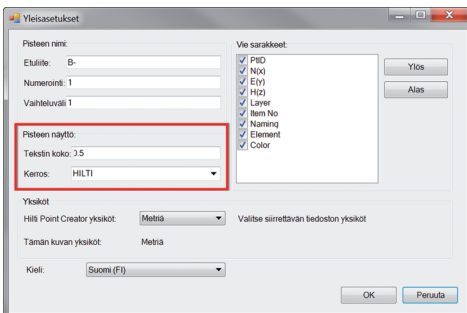 Yleisasetukset
Pisteen nimi:
Etuliite: B-
Numerointi: 1
Vaihteluväli 1
Pisteen näyttö:
Tekstin koko: 0.5
Kerros: HILTI
Vie sarakkeet:
PtID
N(x)
E(y)
H(z)
Layer
Item No
Naming
Element
Color
Ylös
Alas
Yksiköt
Hilti Point Creator yksiköt: Metriä Valitse siirrettävän tiedoston yksiköt
Tämän kuvan yksiköt: Metriä
Kieli: Suomi (FI)
OK Peruuta